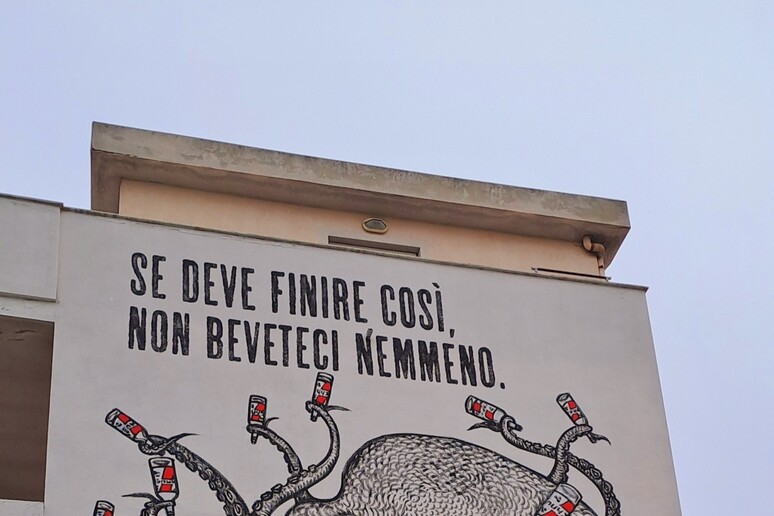 SE DEVE FINIRE COSÌ,
NON BEVETECI NEMMENO.